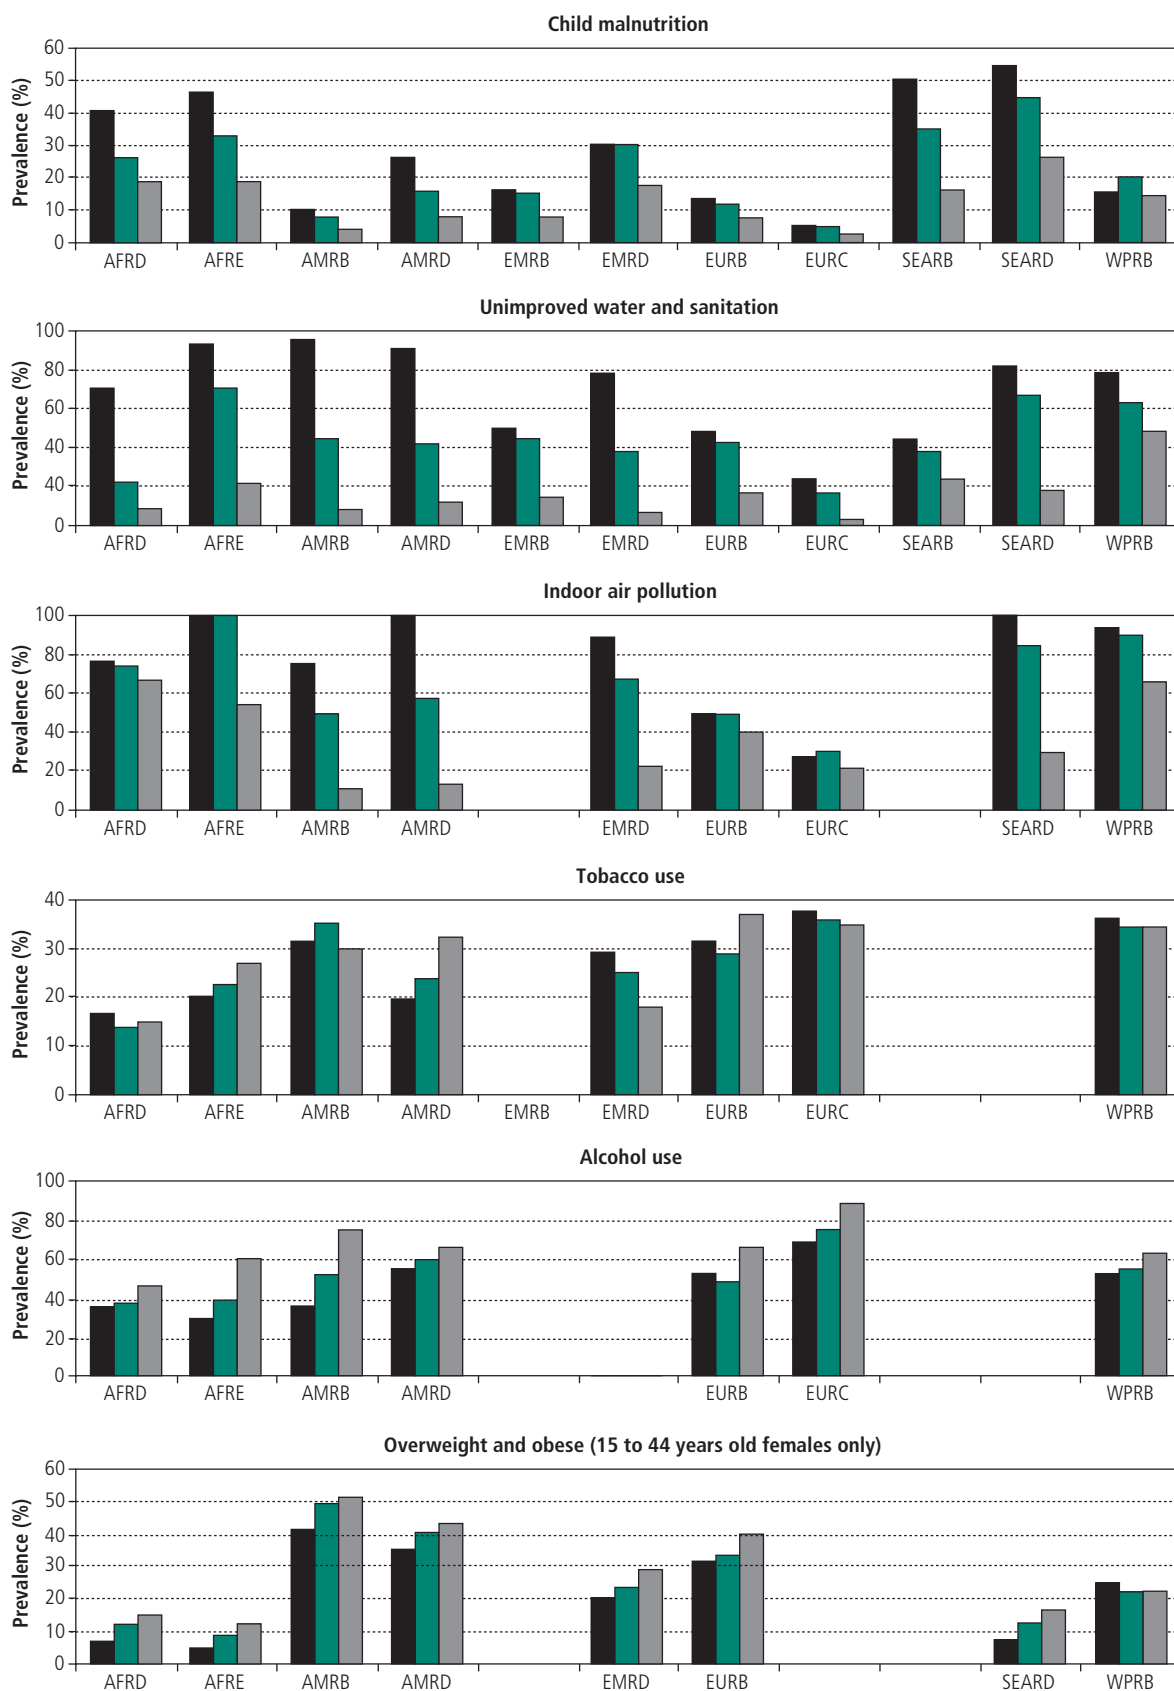 Child malnutrition
Prevalence (%)
60
50
40
30
20
10
0
AFRD AFRE AMRB AMRD EMRB EMRD EURB EURC SEARB SEARD WPRB
Unimproved water and sanitation
Prevalence (%)
100
80
60
40
40
0
AFRD AFRE AMRB AMRD EMRB EMRD EURB EURC SEARB SEARD WPRB
Indoor air pollution
Prevalence (%)
100
80
60
40
20
0
AFRD AFRE AMRB AMRD EMRD EURB EURC SEARD WPRB
Tobacco use
Prevalence (%)
40
30
20
10
0
AFRD AFRE AMRB AMRD EMRB EMRD EURB EURC WPRB
Alcohol use
Prevalence (%)
100
80
60
40
20
0
AFRD AFRE AMRB AMRD EURB EURC WPRB
Overweight and obese (15 to 44 years old females only)
Prevalence (%)
60
50
40
30
20
10
0
AFRD AFRE AMRB AMRD EMRD EURB SEARD WPRB